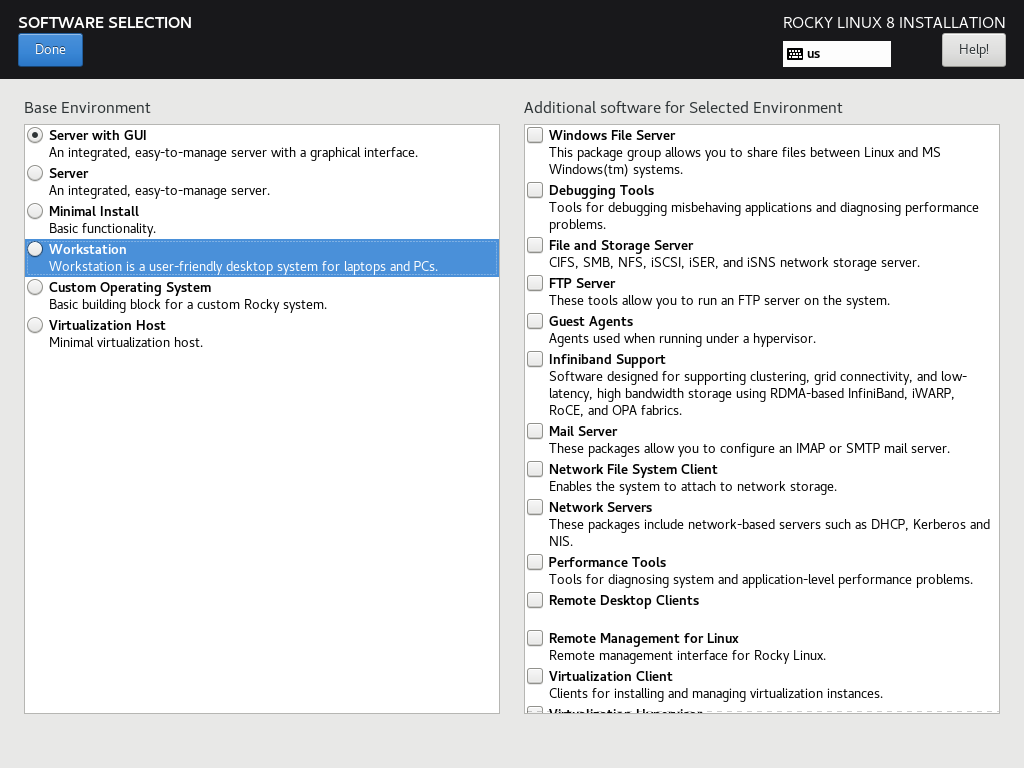 SOFTWARE SELECTION
ROCKY LINUX 8 INSTALLATION
Done
us
Help!
Base Environment
Server with GUI
An integrated, easy-to-manage server with a graphical interface.
Server
An integrated, easy-to-manage server.
Minimal Install
Basic functionality.
Workstation
Workstation is a user-friendly desktop system for laptops and PCs.
Custom Operating System
Basic building block for a custom Rocky system.
Virtualization Host
Minimal virtualization host.
Additional software for Selected Environment
Windows File Server
This package group allows you to share files between Linux and MS
Windows(tm) systems.
Debugging Tools
Tools for debugging misbehaving applications and diagnosing performance
problems.
File and Storage Server
CIFS, SMB, NFS, iSCSI, iSER, and iSNS network storage server.
FTP Server
These tools allow you to run an FTP server on the system.
Guest Agents
Agents used when running under a hypervisor.
Infiniband Support
Software designed for supporting clustering, grid connectivity, and low-
latency, high bandwidth storage using RDMA-based InfiniBand, iWARP,
RoCE, and OPA fabrics.
Mail Server
These packages allow you to configure an IMAP or SMTP mail server.
Network File System Client
Enables the system to attach to network storage.
Network Servers
These packages include network-based servers such as DHCP, Kerberos and
NIS.
Performance Tools
Tools for diagnosing system and application-level performance problems.
Remote Desktop Clients
Remote Management for Linux
Remote management interface for Rocky Linux.
Virtualization Client
Clients for installing and managing virtualization instances.
Virtualization Hypervisor